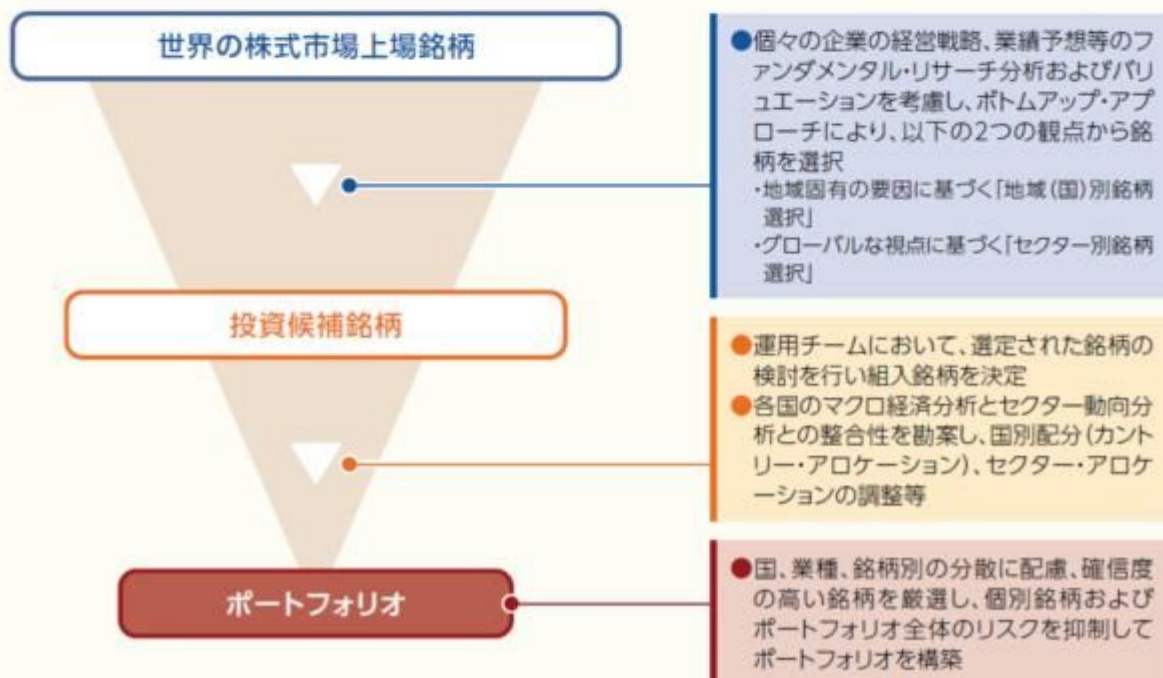 世界の株式市場上場銘柄
●個々の企業の経営戦略、業績予想等のフ
ァンダメンタル・リサーチ分析およびバリ
ュエーションを考慮し、ボトムアップ・アプ
ローチにより、以下の2つの観点から銘
柄を選択
・地域固有の要因に基づく「地域(国)別銘柄
選択」
・グローバルな視点に基づく「セクター別銘柄
選択」
投資候補銘柄
●運用チームにおいて、選定された銘柄の
検討を行い組入銘柄を決定
●各国のマクロ経済分析とセクター動向分
析との整合性を勘案し、国別配分(カント
リー・アロケーション)、セクター・アロケ
ーションの調整等
ポートフォリオ
●国、業種、銘柄別の分散に配慮、確信度
の高い銘柄を厳選し、個別銘柄および
ポートフォリオ全体のリスクを抑制して
ポートフォリオを構築